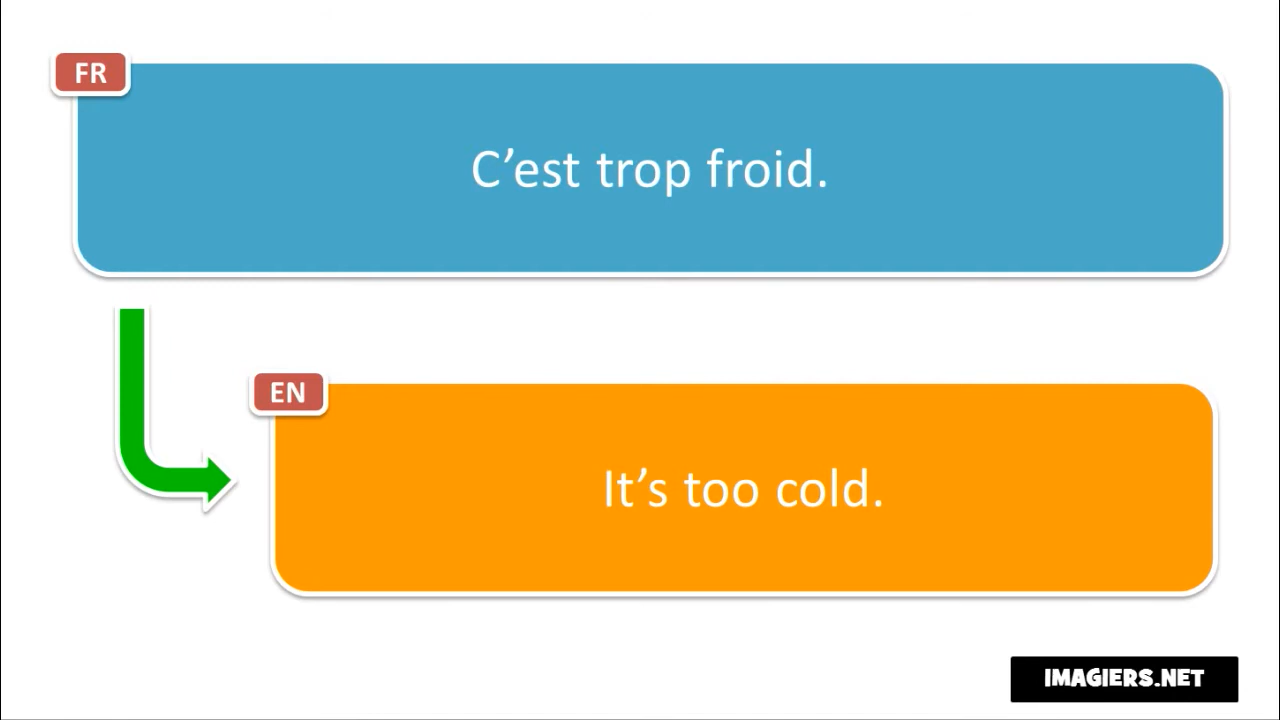 FR
C’est trop froid.
EN
It’s too cold.
IMAGIERS.NET